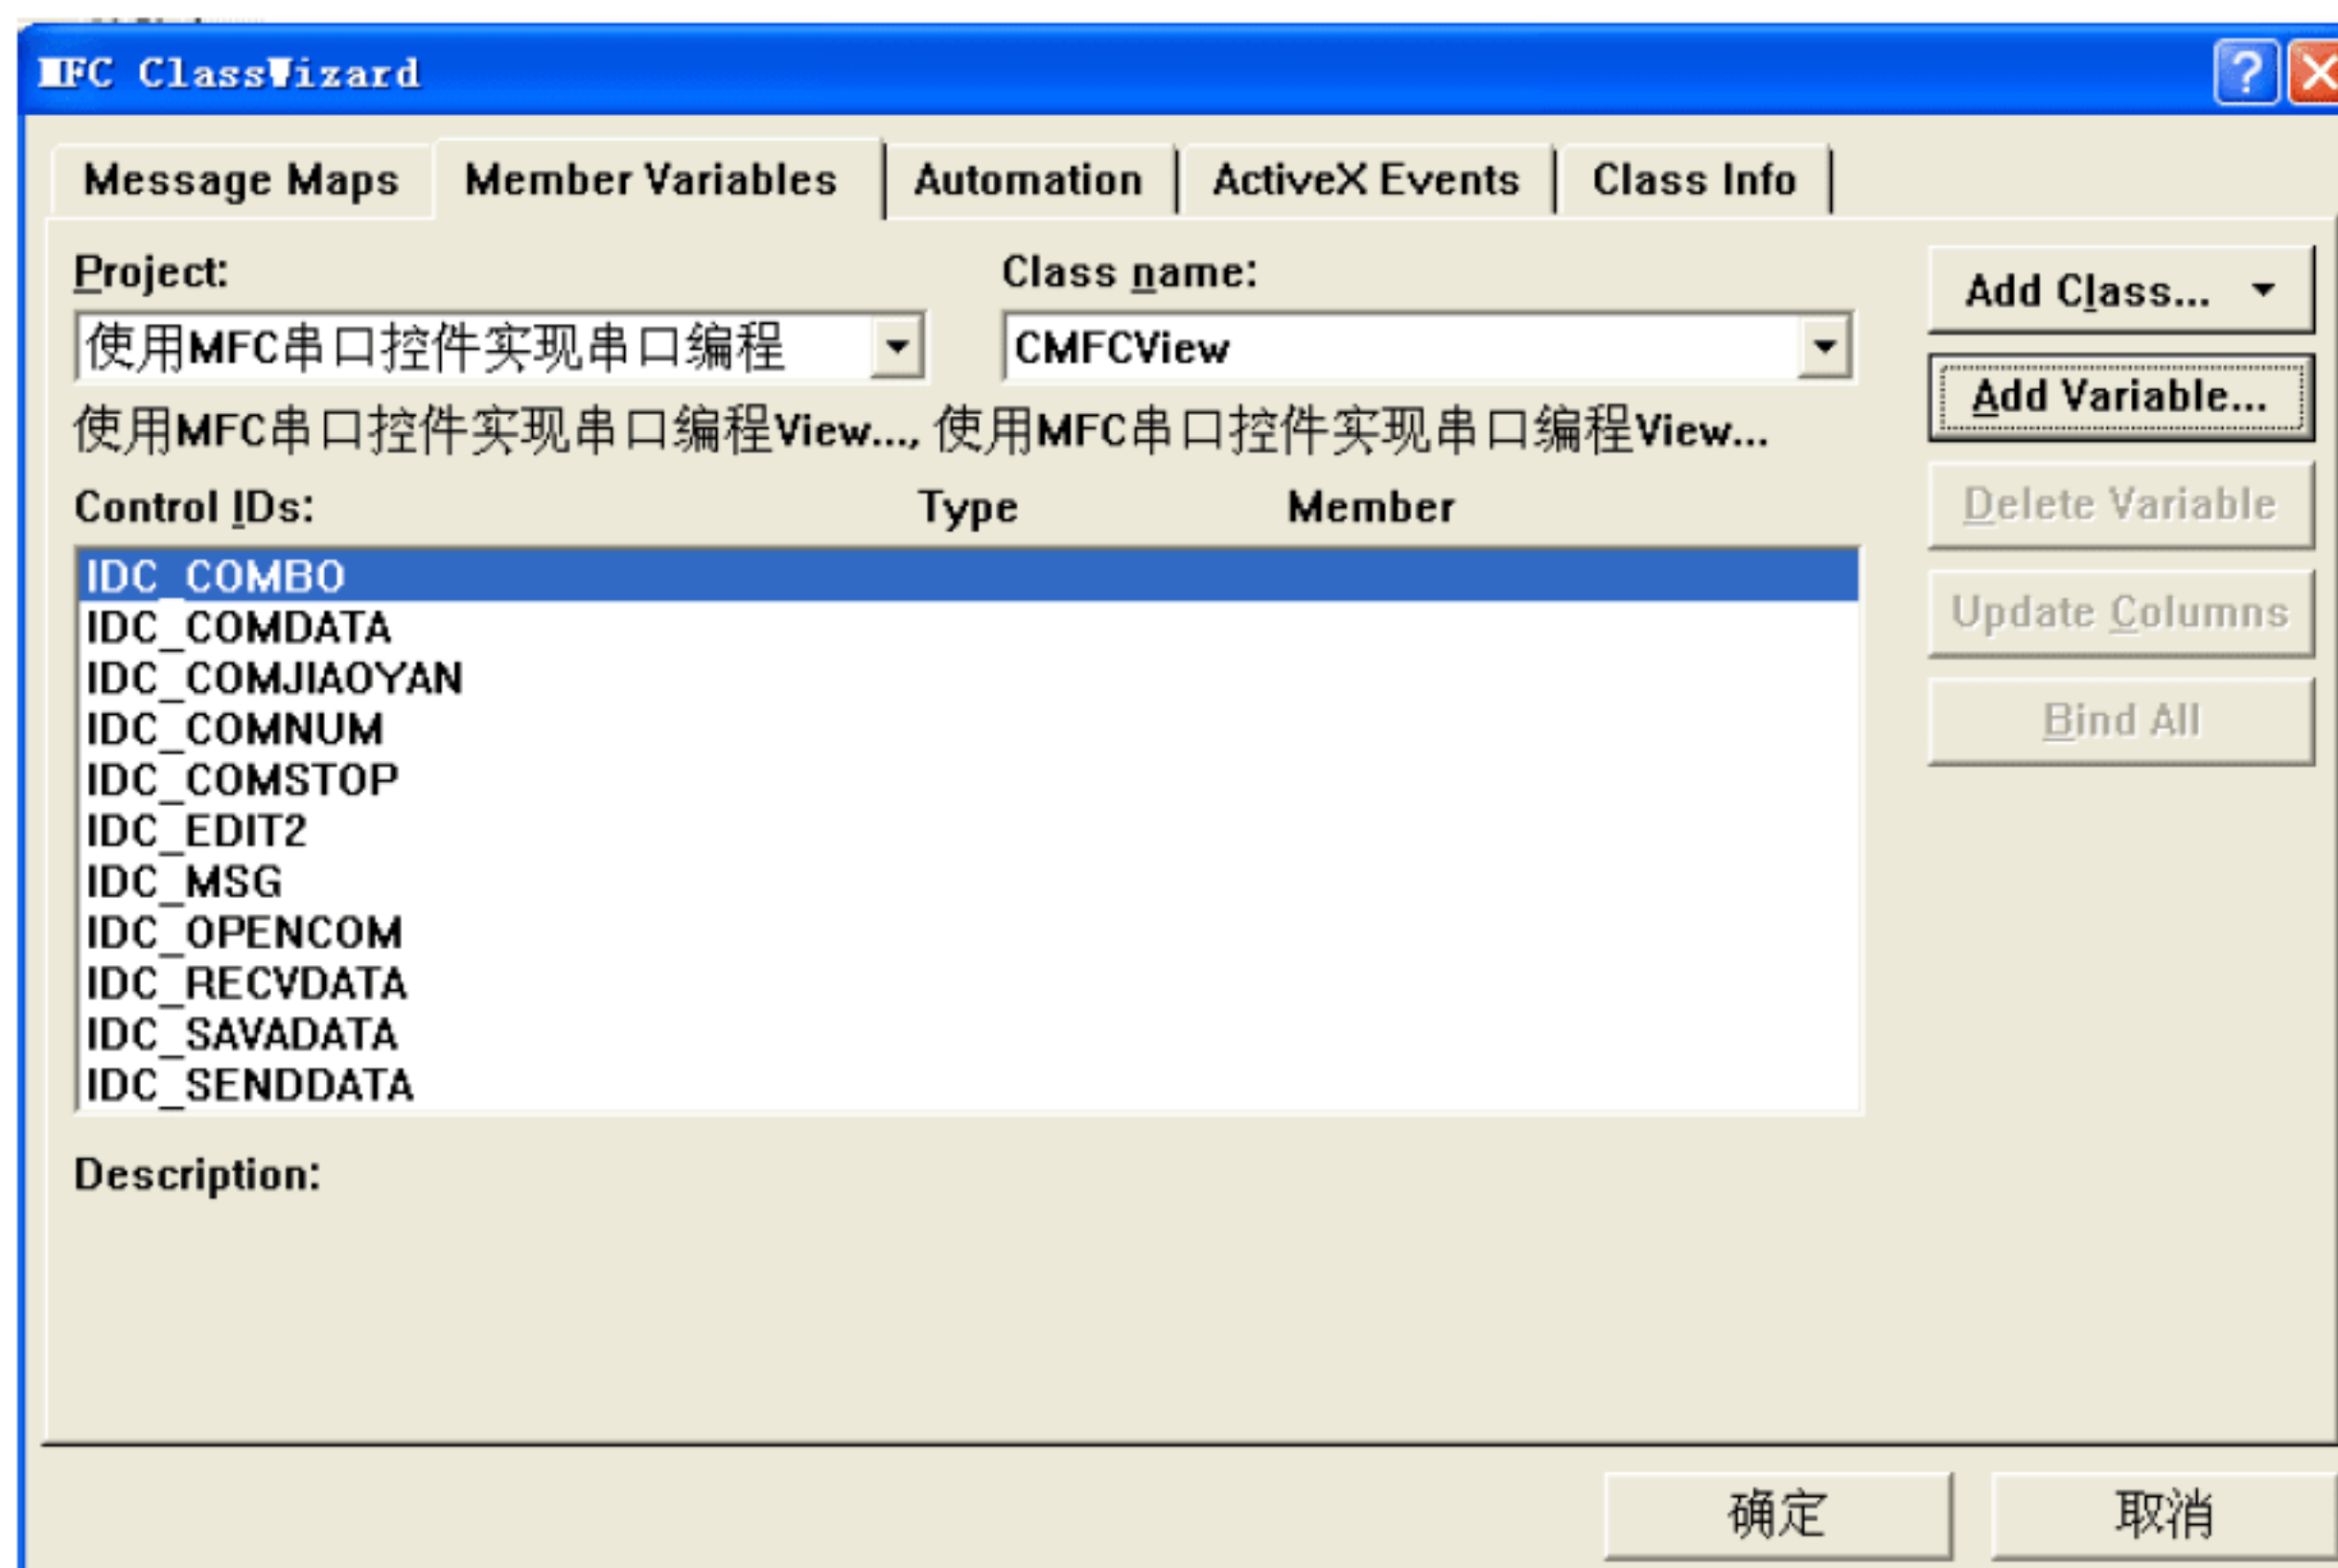 MFC ClassWizard
Message Maps Member Variables Automation ActiveX Events Class Info
Project: Class name:
使用MFC串口控件实现串口编程 CMFCView
使用MFC串口控件实现串口编程View..., 使用MFC串口控件实现串口编程View...
Control IDs: Type Member
IDC_COMBO
IDC_COMDATA
IDC_COMJIAOYAN
IDC_COMNUM
IDC_COMSTOP
IDC_EDIT2
IDC_MSG
IDC_OPENCOM
IDC_RECVDATA
IDC_SAVADATA
IDC_SENDDATA
Add Class...
Add Variable...
Delete Variable
Update Columns
Bind All
Description:
确定 取消